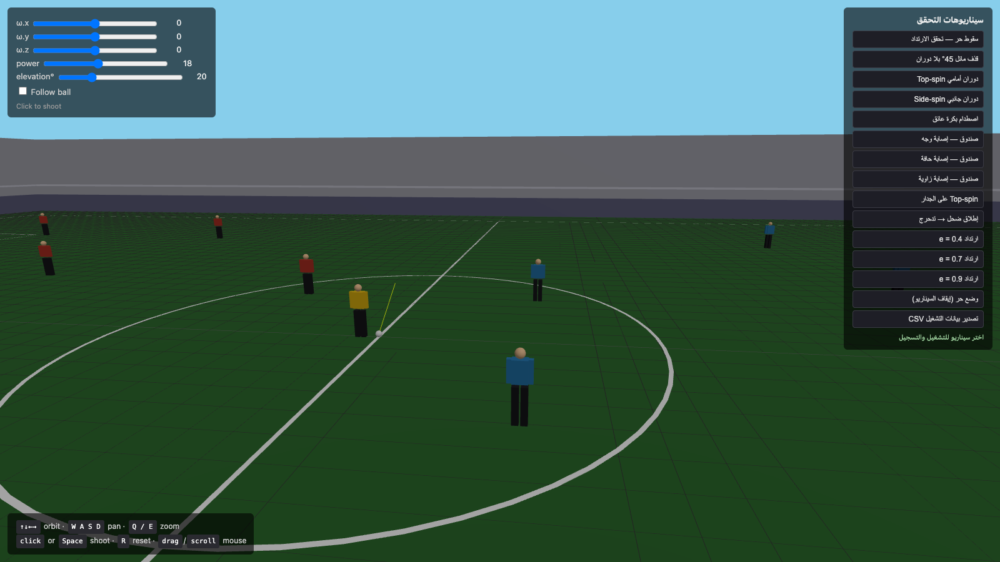 ω.x 0
ω.y 0
ω.z 0
power 18
elevation° 20
Follow ball
Click to shoot
سيناريوهات التحقق
سقوط حر — تحقق الارتداد
قذف مائل 45° بلا دوران
دوران أمامي Top-spin
دوران جانبي Side-spin
اصطدام بكرة عائق
صندوق — إصابة وجه
صندوق — إصابة حافة
صندوق — إصابة زاوية
Top-spin على الجدار
إطلاق ضحل → تدحرج
ارتداد e = 0.4
ارتداد e = 0.7
ارتداد e = 0.9
وضع حر (إيقاف السيناريو)
تصدير بيانات التشغيل CSV
اختر سيناريو للتشغيل والتسجيل
↑↓←→ orbit · W A S D pan · Q / E zoom
click or Space shoot · R reset · drag / scroll mouse